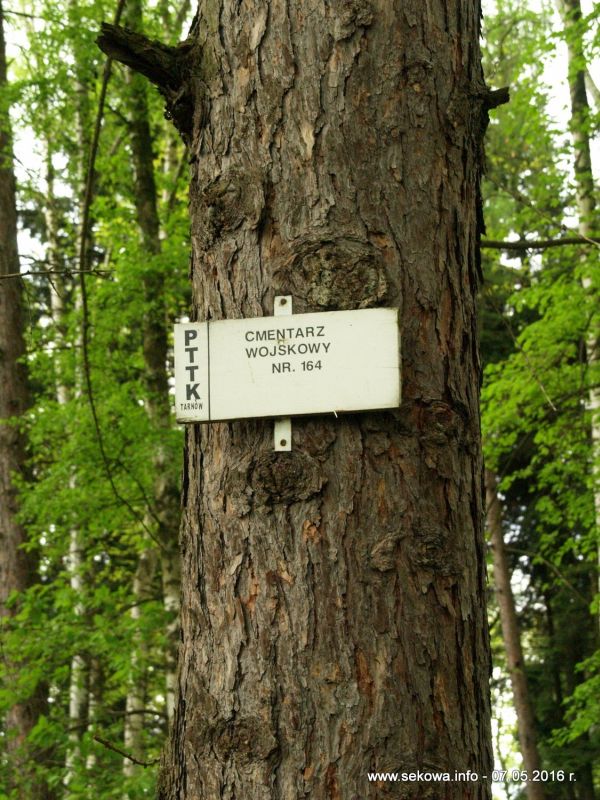 PTTK
TARNÓW
CMENTARZ
WOJSKOWY
NR. 164
www.sekowa.info - 07.05.2016 r.